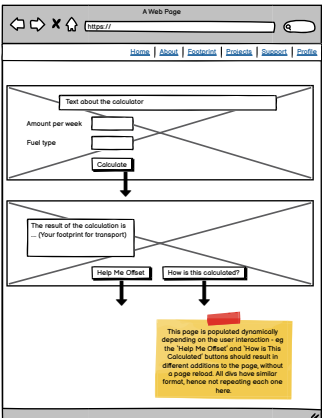 A Web Page
https://
Home | About | Footprint | Projects | Support | Profile
Text about the calculator
Amount per week
Fuel type
Calculate
The result of the calculation is
... (Your footprint for transport)
Help Me Offset
How is this calculated?
This page is populated dynamically
depending on the user interaction - eg
the 'Help Me Offset' and 'How is This
Calculated' buttons should result in
different additions to the page, without
a page reload. All divs have similar
format, hence not repeating each one
here.